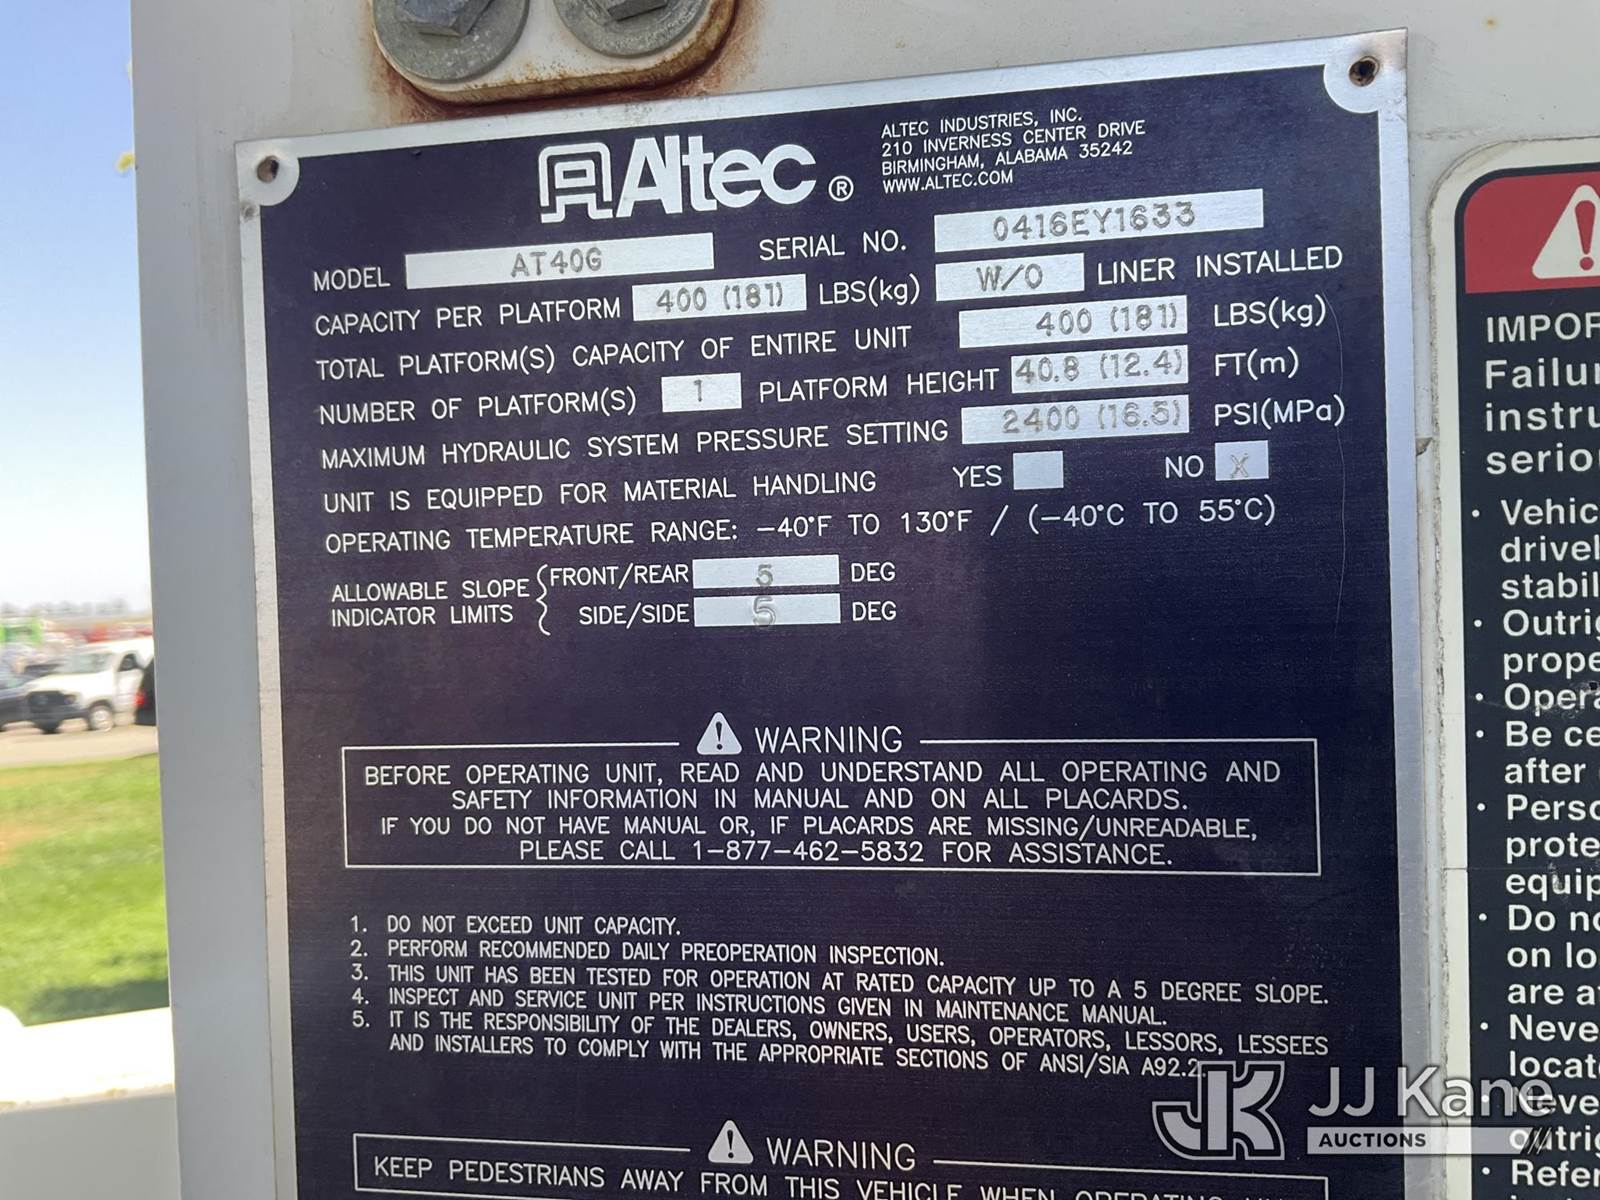 Altec®
ALTEC INDUSTRIES, INC.
210 INVERNESS CENTER DRIVE
BIRMINGHAM, ALABAMA 35242
WWW.ALTEC.COM
MODEL AT40G SERIAL NO. 0416EY1633
CAPACITY PER PLATFORM 400 (181) LBS(kg) W/O LINER INSTALLED
TOTAL PLATFORM(S) CAPACITY OF ENTIRE UNIT 400 (181) LBS(kg)
NUMBER OF PLATFORM(S) 1 PLATFORM HEIGHT 40.8 (12.4) FT(m)
MAXIMUM HYDRAULIC SYSTEM PRESSURE SETTING 2400 (16.5) PSI(MPa)
UNIT IS EQUIPPED FOR MATERIAL HANDLING YES NO X
OPERATING TEMPERATURE RANGE: -40°F TO 130°F / (-40°C TO 55°C)
ALLOWABLE SLOPE FRONT/REAR 5 DEG
INDICATOR LIMITS SIDE/SIDE 5 DEG
WARNING
BEFORE OPERATING UNIT, READ AND UNDERSTAND ALL OPERATING AND
SAFETY INFORMATION IN MANUAL AND ON ALL PLACARDS.
IF YOU DO NOT HAVE MANUAL OR, IF PLACARDS ARE MISSING/UNREADABLE,
PLEASE CALL 1-877-462-5832 FOR ASSISTANCE.
1. DO NOT EXCEED UNIT CAPACITY.
2. PERFORM RECOMMENDED DAILY PREOPERATION INSPECTION.
3. THIS UNIT HAS BEEN TESTED FOR OPERATION AT RATED CAPACITY UP TO A 5 DEGREE SLOPE.
4. INSPECT AND SERVICE UNIT PER INSTRUCTIONS GIVEN IN MAINTENANCE MANUAL.
5. IT IS THE RESPONSIBILITY OF THE DEALERS, OWNERS, USERS, OPERATORS, LESSORS, LESSEES
AND INSTALLERS TO COMPLY WITH THE APPROPRIATE SECTIONS OF ANSI/SIA A92.2.
WARNING
KEEP PEDESTRIANS AWAY FROM THIS VEHICLE WHEN OPERATING
IMPOR
Failur
instru
seriou
• Vehic
drivel
stabil
• Outrig
prope
• Opera
• Be ce
after
• Perso
prote
equip
• Do no
on lo
are at
• Neve
locat
• Neve
outrig
• Refer
JK JJ Kane
AUCTIONS